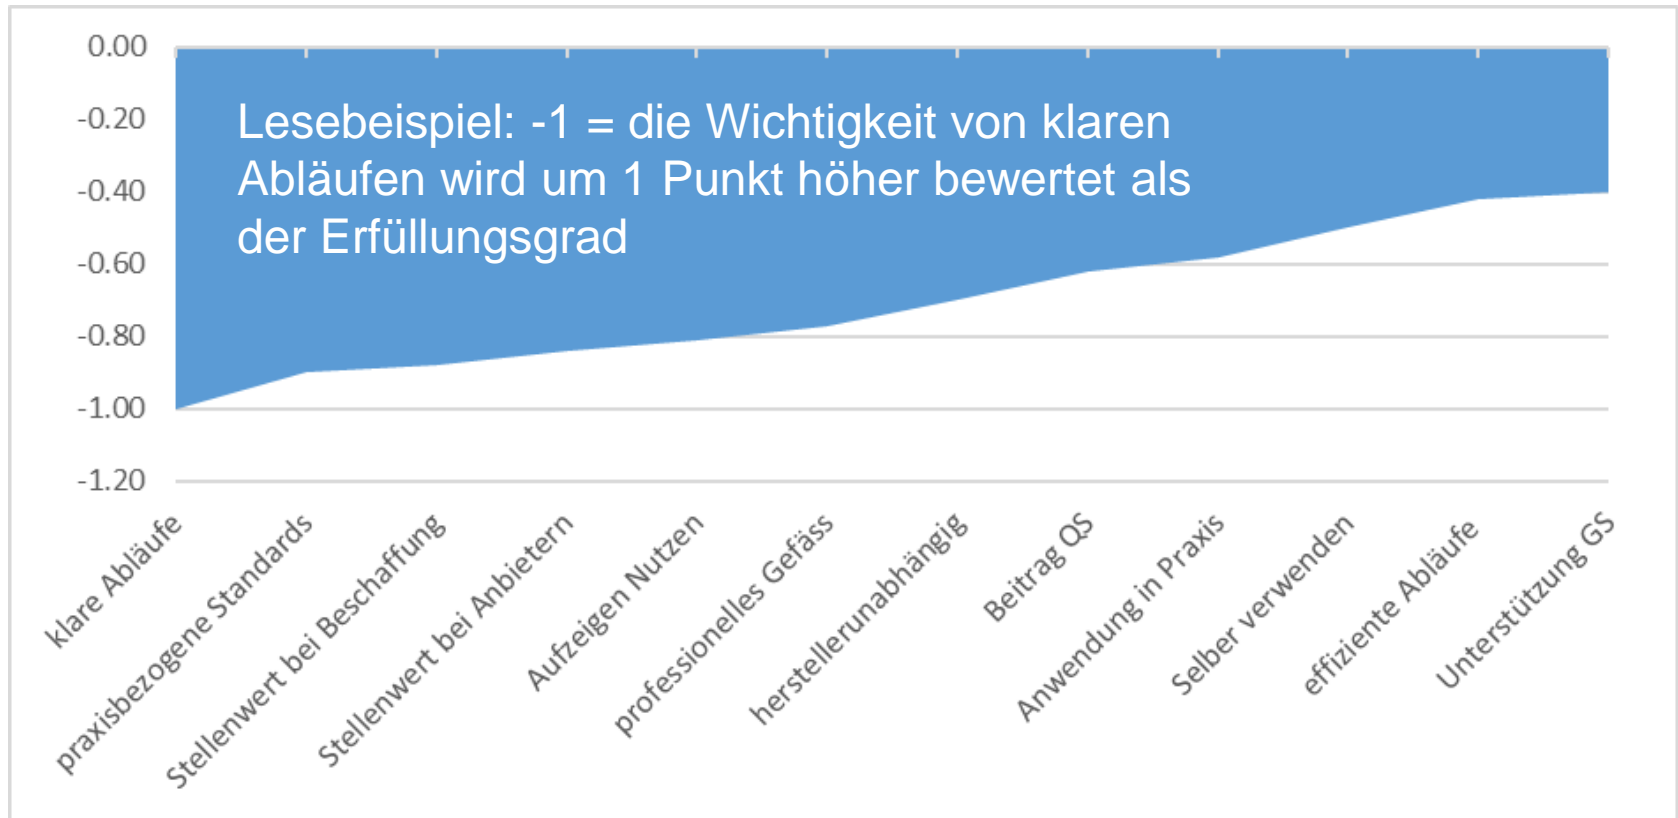 0.00
-0.20
-0.40
-0.60
-0.80
-1.00
-1.20
Lesebeispiel: -1 = die Wichtigkeit von klaren
Abläufen wird um 1 Punkt höher bewertet als
der Erfüllungsgrad
klare Abläufe
praxisbezogene Standards
Stellenwert bei Beschaffung
Stellenwert bei Anbietern
Aufzeigen Nutzen
professionelles Gefäss
herstellerunabhängig
Beitrag QS
Anwendung in Praxis
Selber verwenden
effiziente Abläufe
Unterstützung GS